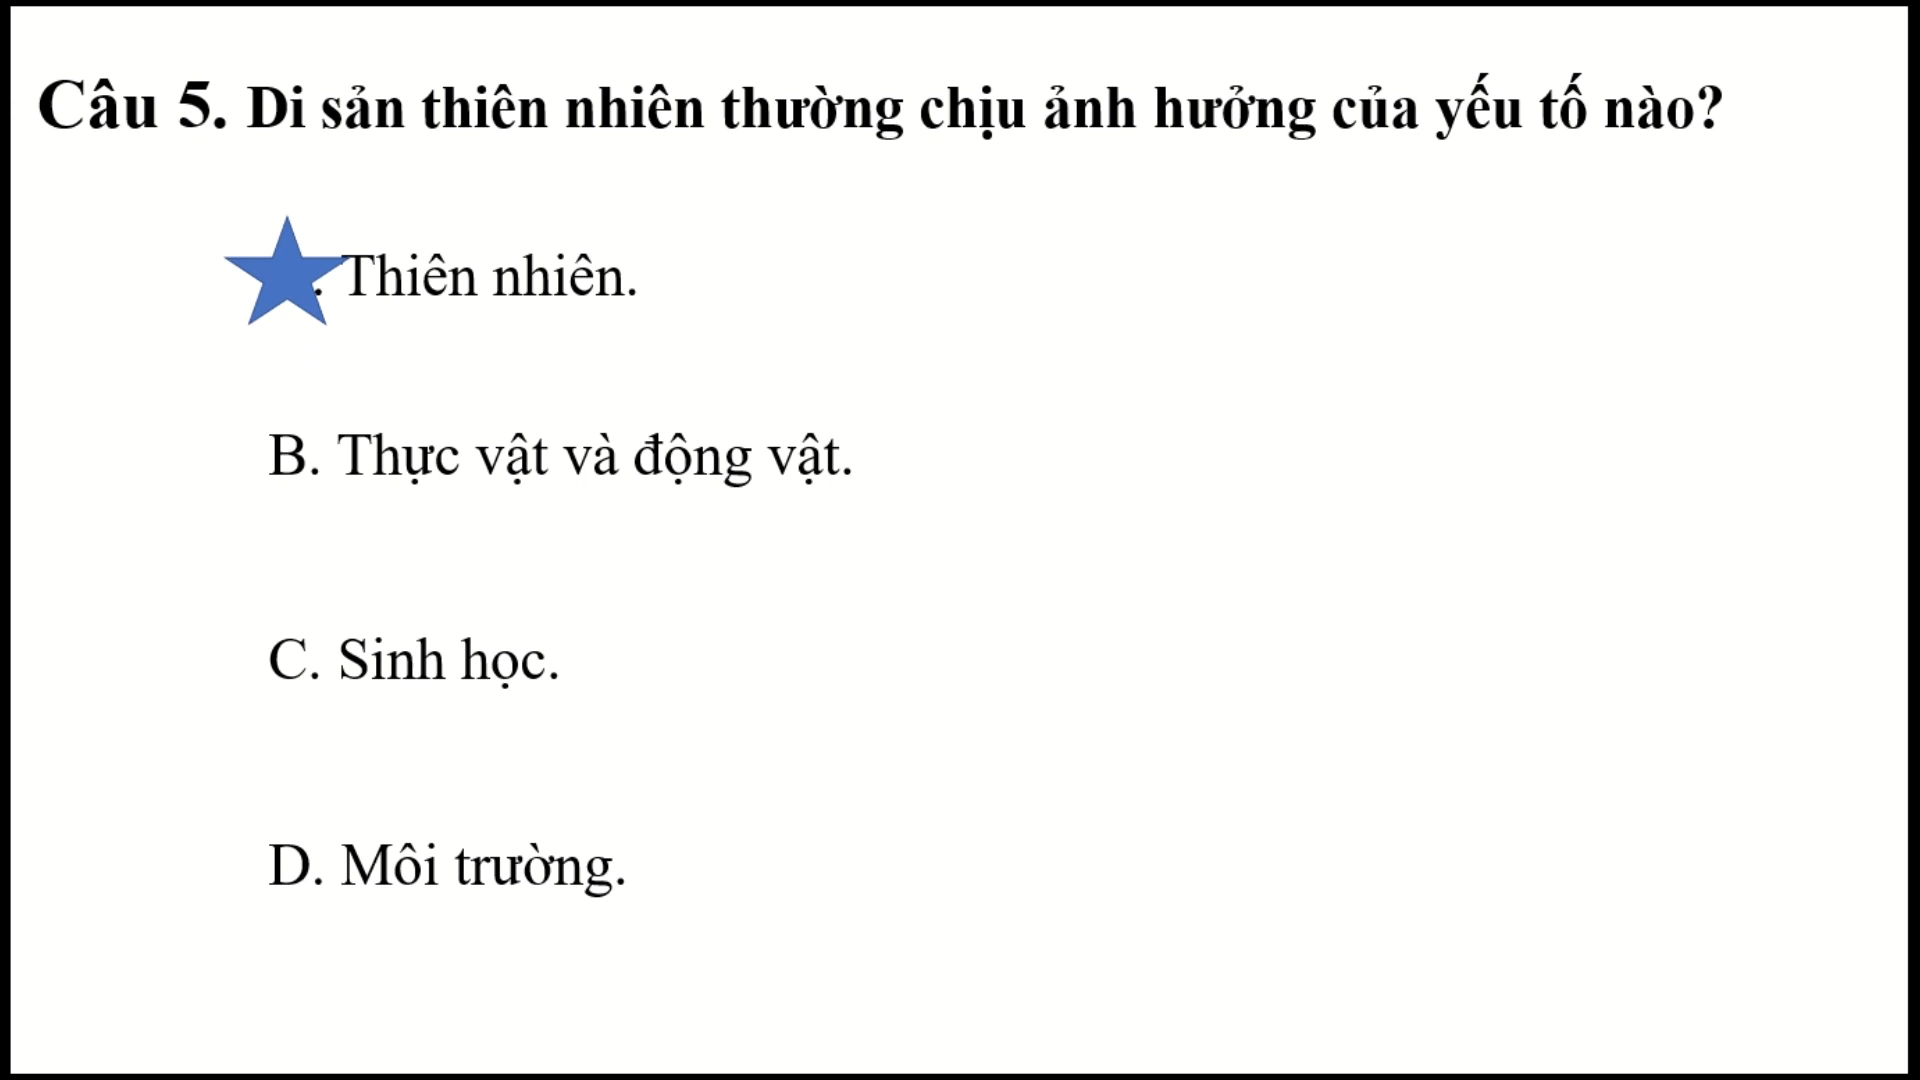 Câu 5. Di sản thiên nhiên thường chịu ảnh hưởng của yếu tố nào?
. Thiên nhiên.
B. Thực vật và động vật.
C. Sinh học.
D. Môi trường.